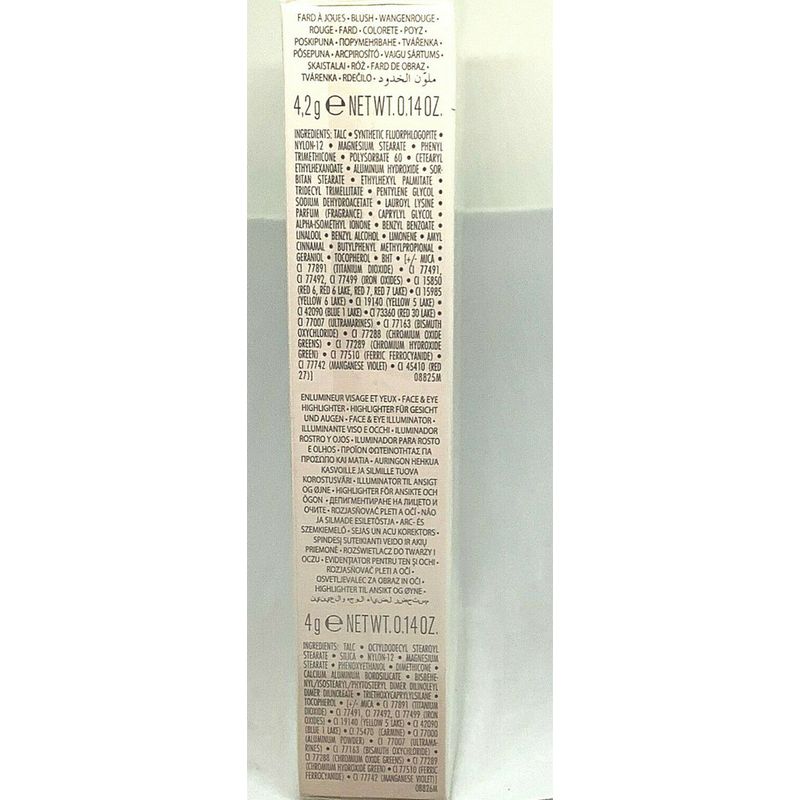 FARD À JOUES • BLUSH • WANGENROUGE •
ROUGE • FARD • COLORETE • ΡΟΥΖ •
POSKIPUNA • ПОРУМЕНЯВАНЕ • TVÁŘENKA •
PÕSEPUNA • ARCPIROSÍTÓ • VAIGU SĀRTUMS •
SKAISTALAI • RÓŻ • FARD DE OBRAZ •
TVÁRENKA • RDEČILO • ملوّن الخدود
4,2 g e NET WT. 0.14 OZ.
INGREDIENTS: TALC • SYNTHETIC FLUORPHLOGOPITE •
NYLON-12 • MAGNESIUM STEARATE • PHENYL
TRIMETHICONE • POLYSORBATE 60 • CETEARYL
ETHYLHEXANOATE • ALUMINUM HYDROXIDE • SOR-
BITAN STEARATE • ETHYLHEXYL PALMITATE •
TRIDECYL TRIMELLITATE • PENTYLENE GLYCOL •
SODIUM DEHYDROACETATE • LAUROYL LYSINE •
PARFUM (FRAGRANCE) • CAPRYLYL GLYCOL •
ALPHA-ISOMETHYL IONONE • BENZYL BENZOATE •
LINALOOL • BENZYL ALCOHOL • LIMONENE • AMYL
CINNAMAL • BUTYLPHENYL METHYLPROPIONAL •
GERANIOL • TOCOPHEROL • BHT • [+/- MICA •
CI 77891 (TITANIUM DIOXIDE) • CI 77491,
CI 77492, CI 77499 (IRON OXIDES) • CI 15850
(RED 6, RED 6 LAKE, RED 7, RED 7 LAKE) • CI 15985
(YELLOW 6 LAKE) • CI 19140 (YELLOW 5 LAKE) •
CI 42090 (BLUE 1 LAKE) • CI 73360 (RED 30 LAKE) •
CI 77007 (ULTRAMARINES) • CI 77163 (BISMUTH
OXYCHLORIDE) • CI 77288 (CHROMIUM OXIDE
GREENS) • CI 77289 (CHROMIUM HYDROXIDE
GREEN) • CI 77510 (FERRIC FERROCYANIDE) •
CI 77742 (MANGANESE VIOLET) • CI 45410 (RED
27)] 08825M
ENLUMINEUR VISAGE ET YEUX • FACE & EYE
HIGHLIGHTER • HIGHLIGHTER FÜR GESICHT
UND AUGEN • FACE & EYE ILLUMINATOR •
ILLUMINANTE VISO E OCCHI • ILUMINADOR
ROSTRO Y OJOS • ILUMINADOR PARA ROSTO
E OLHOS • ΠΡΟΪΟΝ ΦΩΤΕΙΝΟΤΗΤΑΣ ΓΙΑ
ΠΡΟΣΩΠΟ ΚΑΙ ΜΑΤΙΑ • AURINGON HEHKUA
KASVOILLE JA SILMILLE TUOVA
KOROSTUSVÄRI • ILLUMINATOR TIL ANSIGT
OG ØJNE • HIGHLIGHTER FÖR ANSIKTE OCH
ÖGON • ДЕПИГМЕНТИРАНЕ НА ЛИЦЕТО И
ОЧИТЕ • ROZJASŇOVAČ PLETI A OČÍ • NÄO
JA SILMADE ESILETÕSTJA • ARC- ÉS
SZEMKIEMELŐ • SEJAS UN ACU KOREKTORS •
SPINDESĮ SUTEIKIANTI VEIDO IR AKIŲ
PRIEMONĖ • ROZŚWIETLACZ DO TWARZY I
OCZU • EVIDENȚIATOR PENTRU TEN ȘI OCHI •
ROZJASŇOVAČ PLETI A OČÍ •
OSVETLJEVALEC ZA OBRAZ IN OČI •
HIGHLIGHTER TIL ANSIKT OG ØYNE •
مستحضر لضياء الوجه والعينين
4 g e NET WT. 0.14 OZ.
INGREDIENTS: TALC • OCTYLDODECYL STEAROYL
STEARATE • SILICA • NYLON-12 • MAGNESIUM
STEARATE • PHENOXYETHANOL • DIMETHICONE •
CALCIUM ALUMINUM BOROSILICATE • BISBEHE-
NYL/ISOSTEARYL/PHYTOSTERYL DIMER DILINOLEYL
DIMER DILINOLEATE • TRIETHOXYCAPRYLYLSILANE •
TOCOPHEROL • [+/- MICA • CI 77891 (TITANIUM
DIOXIDE) • CI 77491, CI 77492, CI 77499 (IRON
OXIDES) • CI 19140 (YELLOW 5 LAKE) • CI 42090
(BLUE 1 LAKE) • CI 75470 (CARMINE) • CI 77000
(ALUMINUM POWDER) • CI 77007 (ULTRAMA-
RINES) • CI 77163 (BISMUTH OXYCHLORIDE) •
CI 77288 (CHROMIUM OXIDE GREENS) • CI 77289
(CHROMIUM HYDROXIDE GREEN) • CI 77510 (FERRIC
FERROCYANIDE) • CI 77742 (MANGANESE VIOLET)]
08826M